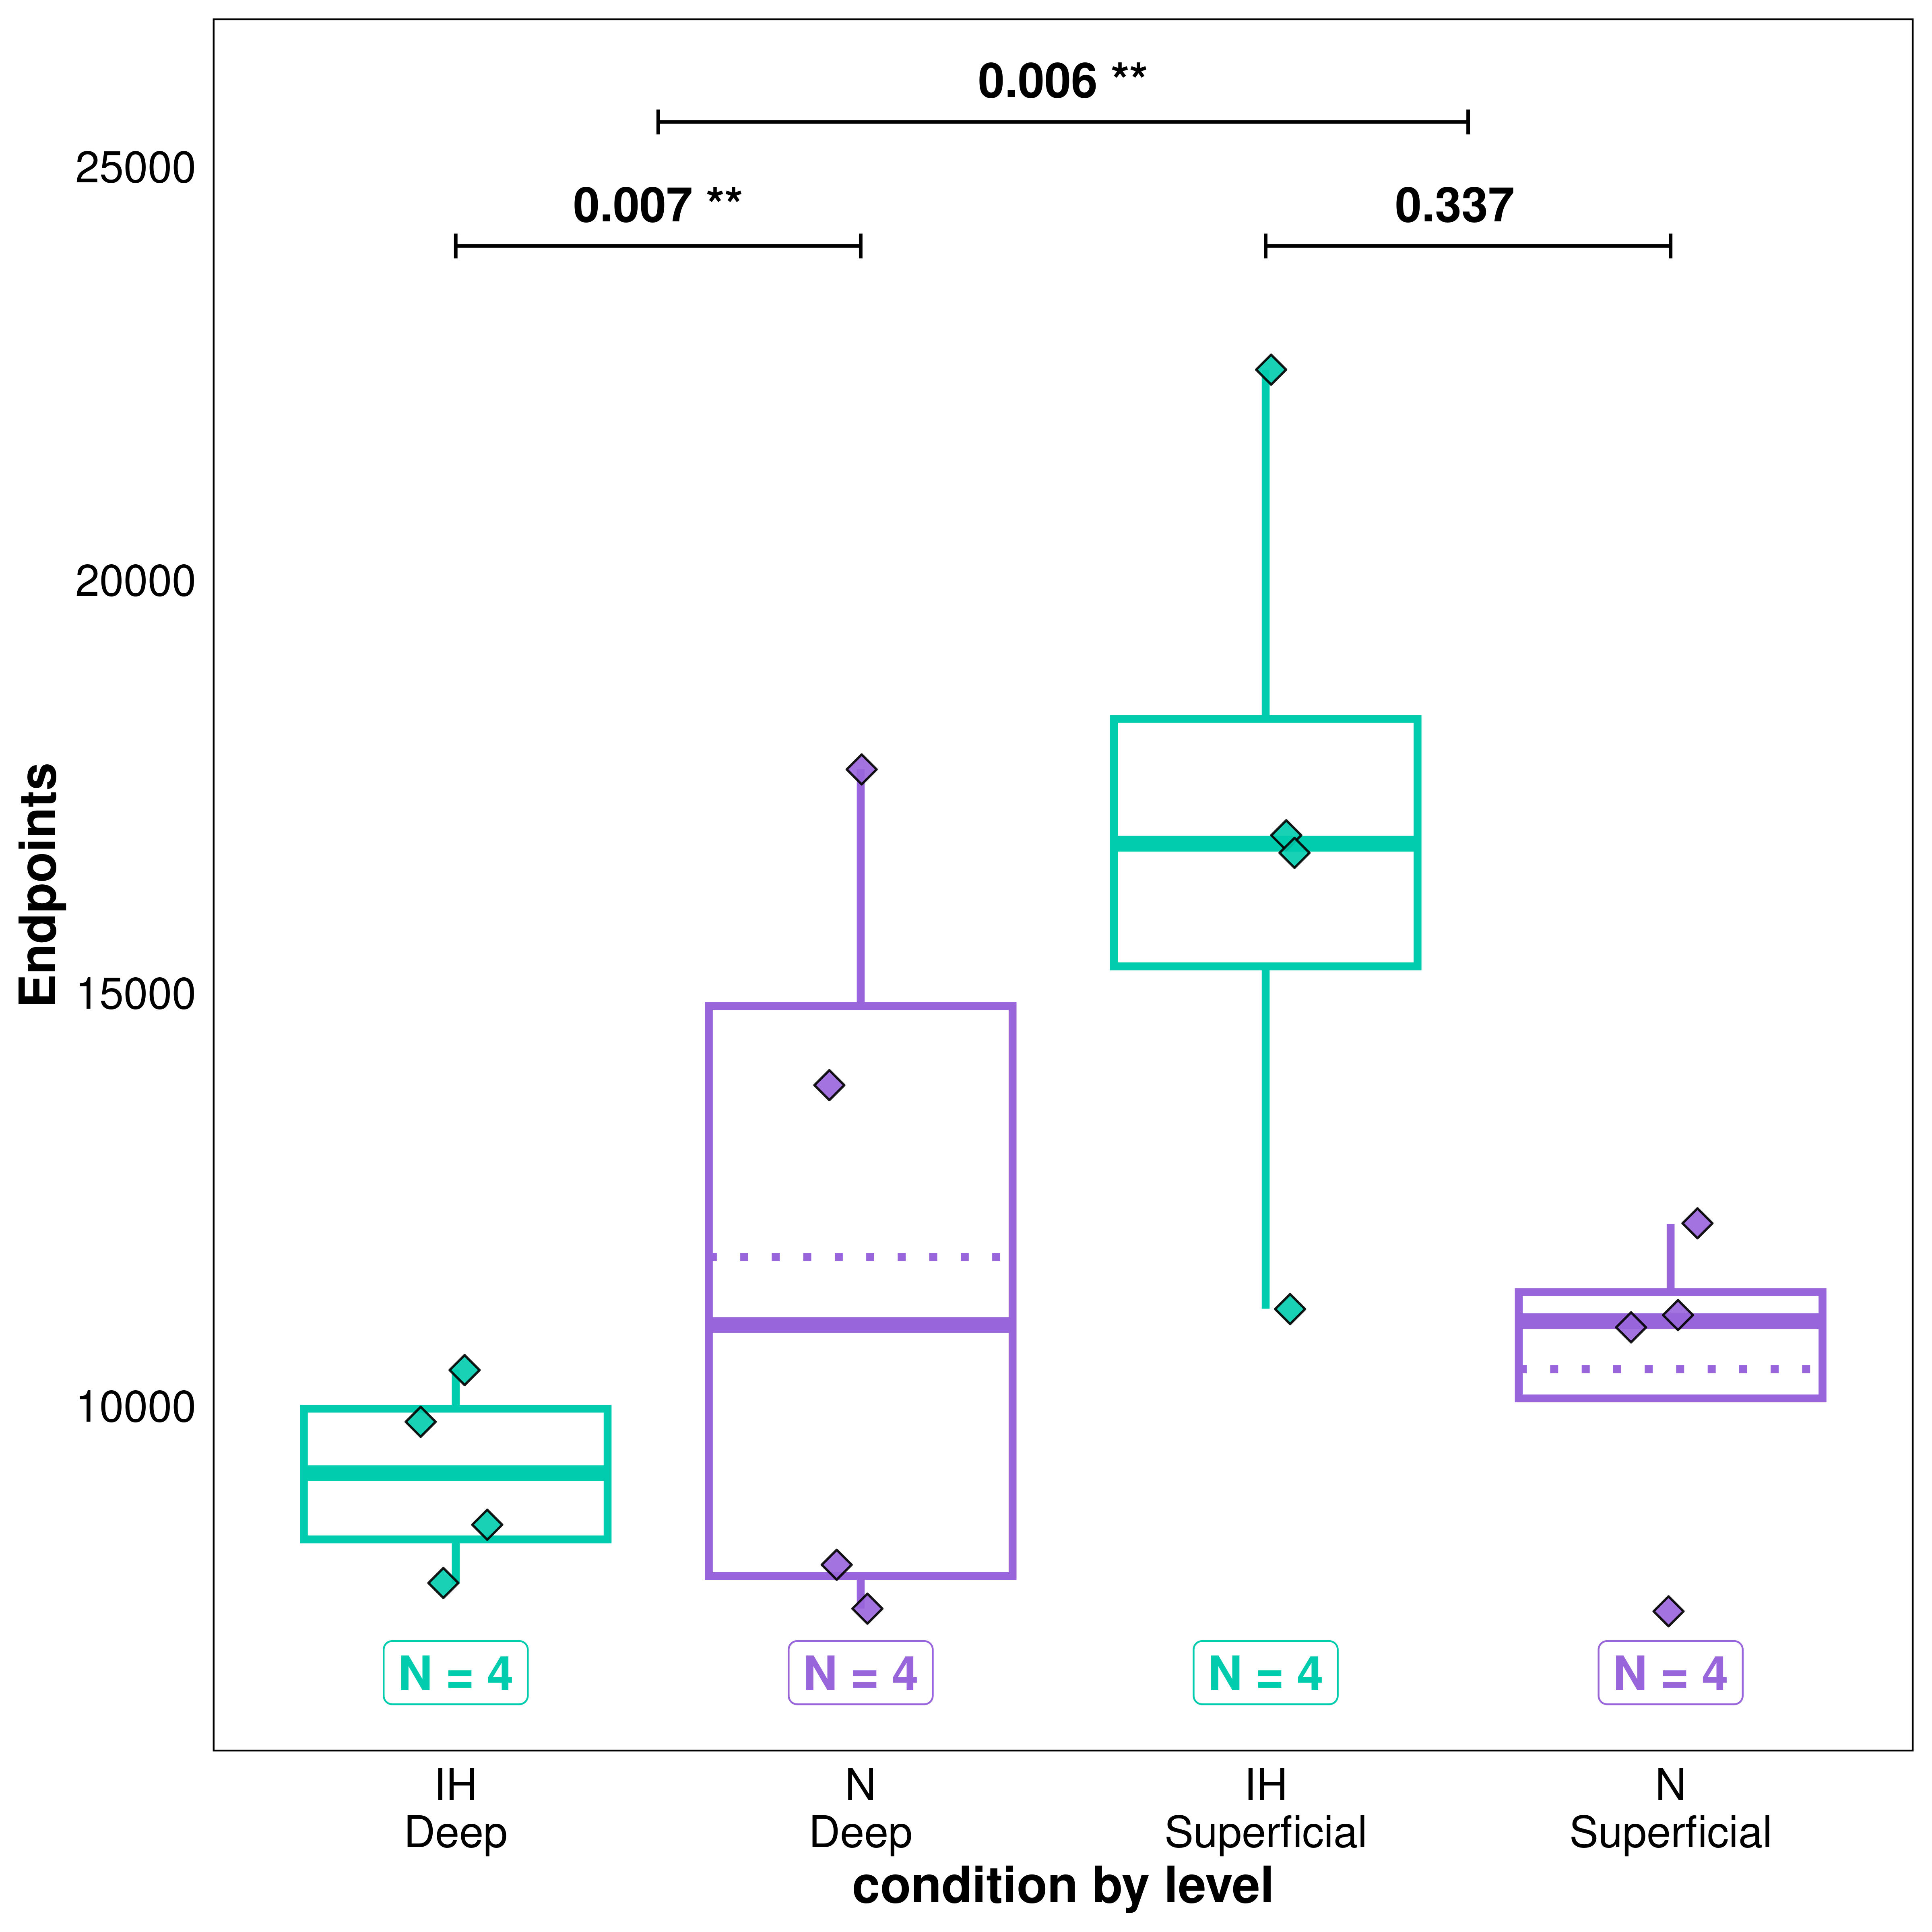 0.006 **
25000
0.007 **
0.337
20000
Endpoints
15000
10000
N = 4
N = 4
N = 4
N = 4
IH
Deep
N
Deep
IH
Superficial
N
Superficial
condition by level